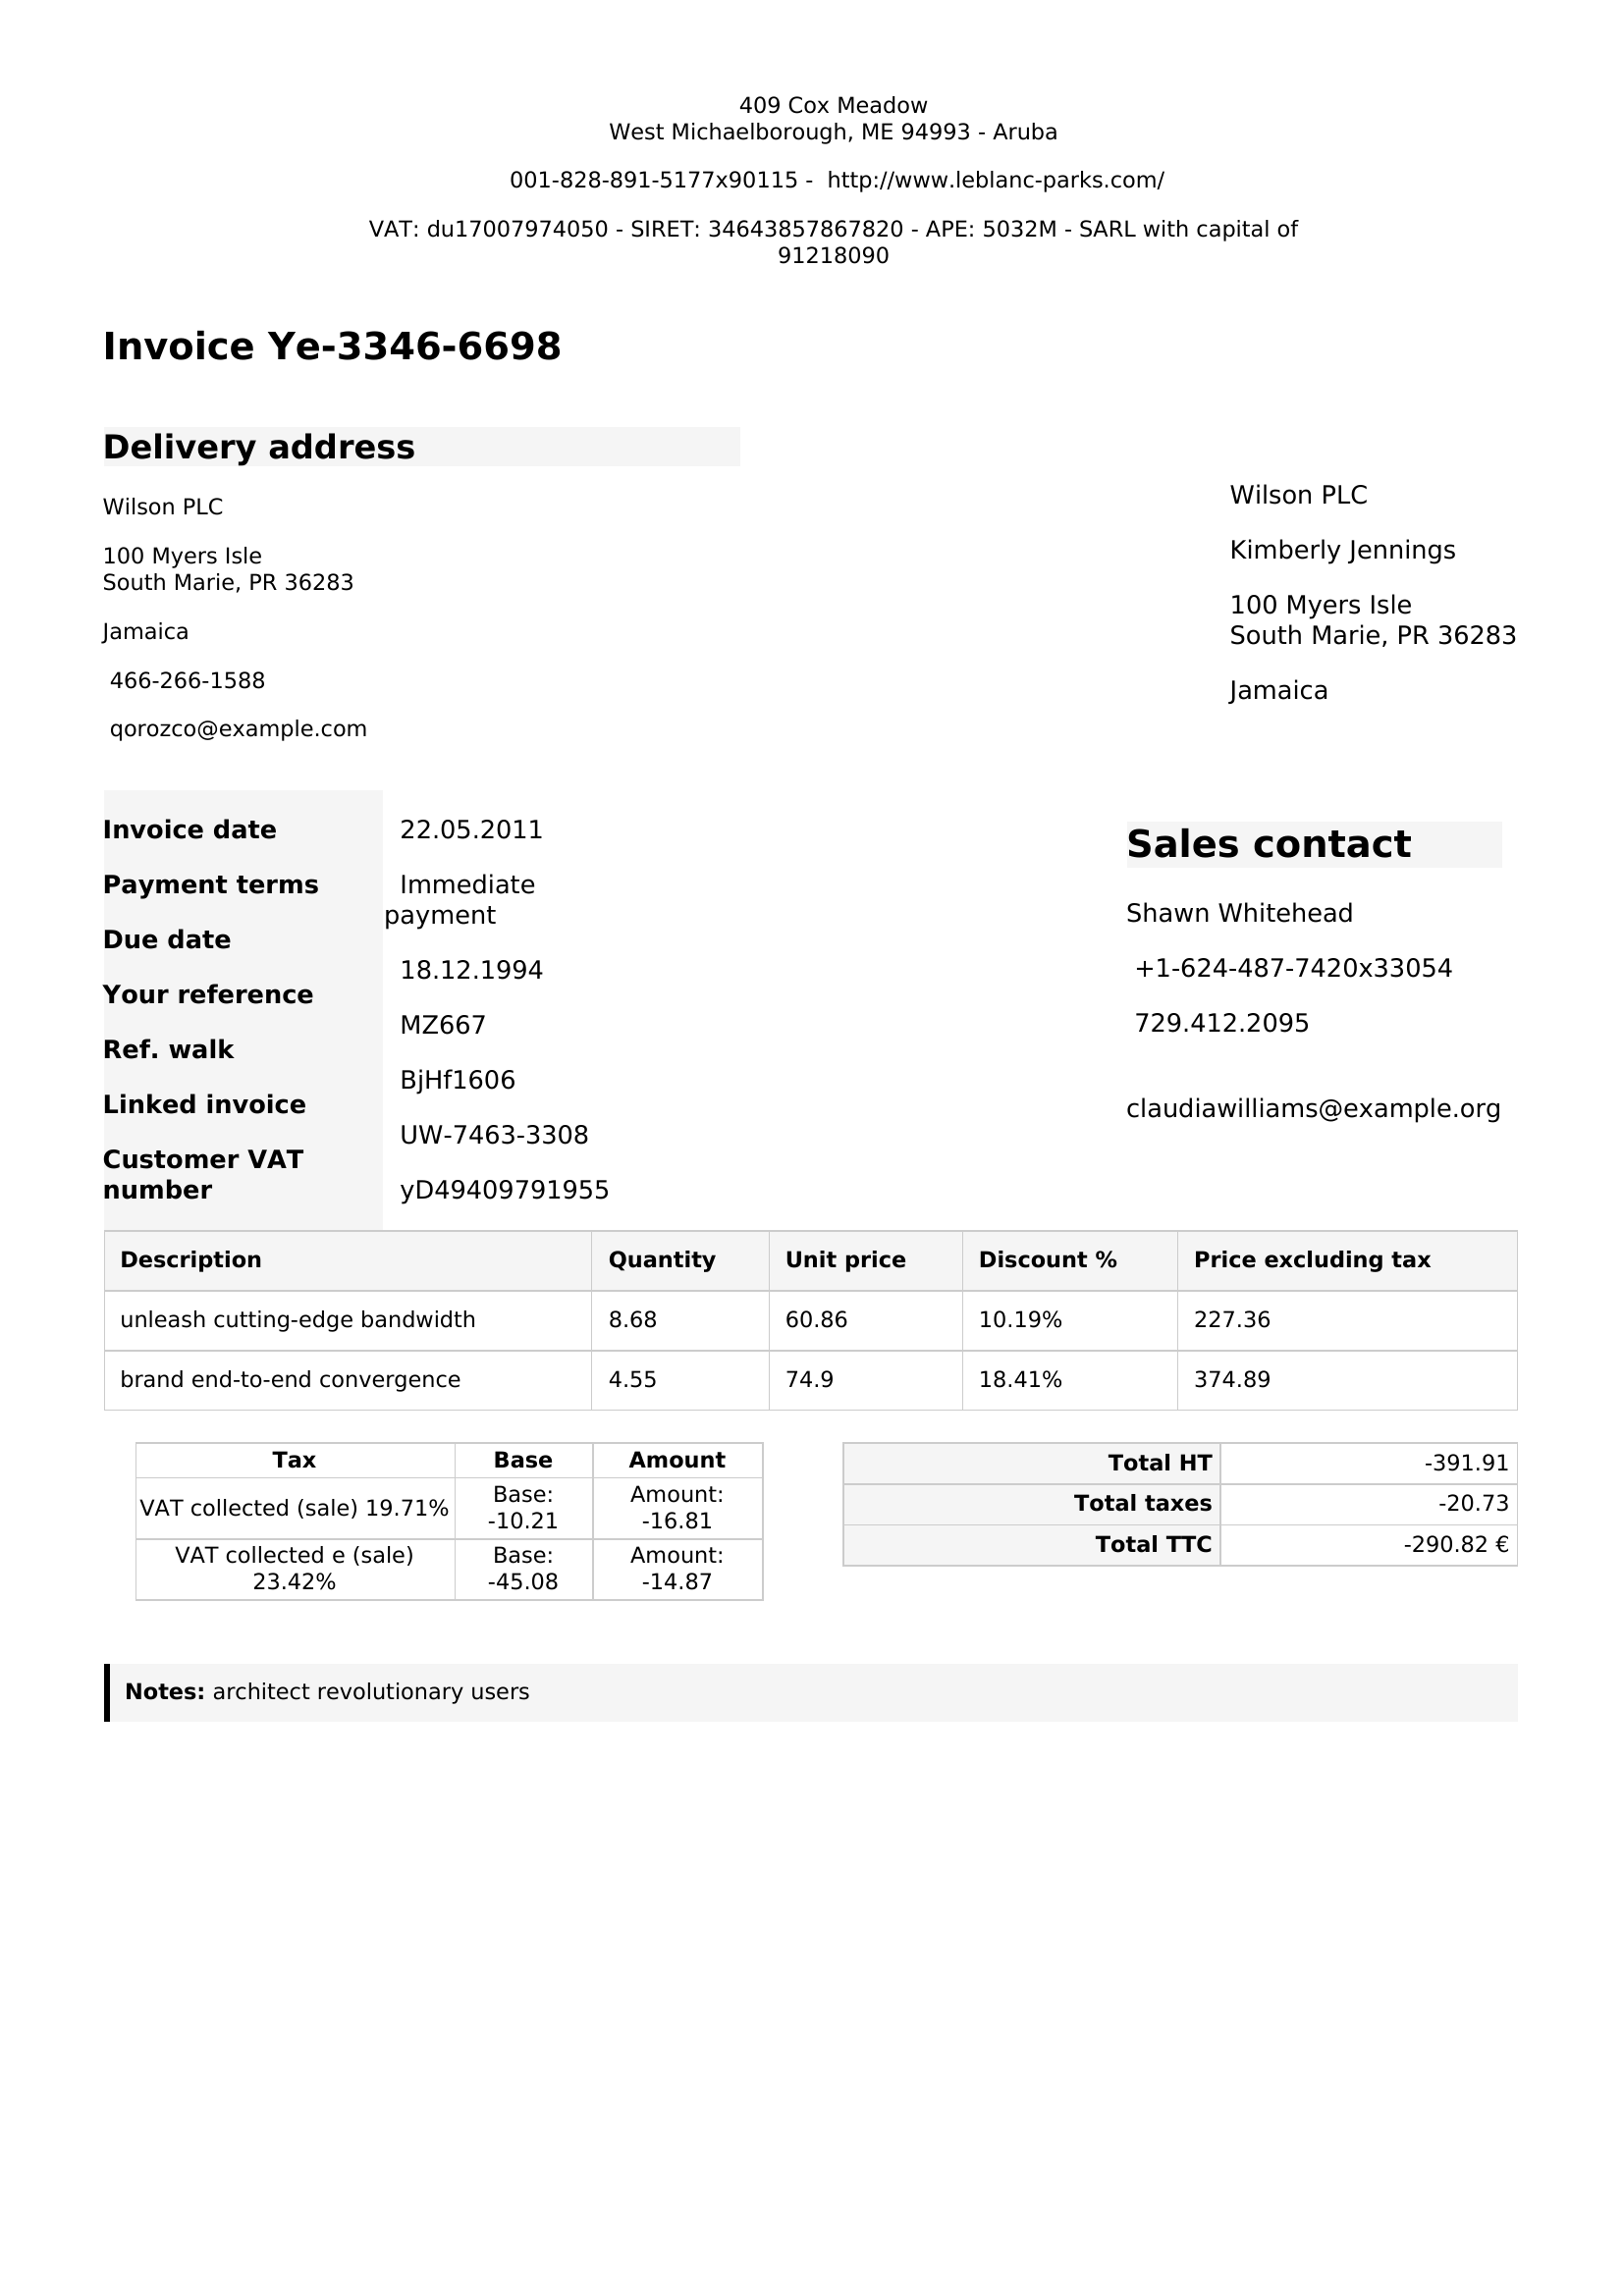 409 Cox Meadow
West Michaelborough, ME 94993 - Aruba
001-828-891-5177x90115 -  http://www.leblanc-parks.com/
VAT: du17007974050 - SIRET: 34643857867820 - APE: 5032M - SARL with capital of
91218090
Invoice Ye-3346-6698
Delivery address
Wilson PLC
100 Myers Isle
South Marie, PR 36283
Jamaica
466-266-1588
qorozco@example.com
Wilson PLC
Kimberly Jennings
100 Myers Isle
South Marie, PR 36283
Jamaica
Invoice date
Payment terms
Due date
Your reference
Ref. walk
Linked invoice
Customer VAT
number
22.05.2011
Immediate
payment
18.12.1994
MZ667
BjHf1606
UW-7463-3308
yD49409791955
Sales contact
Shawn Whitehead
+1-624-487-7420x33054
729.412.2095
claudiawilliams@example.org
Description Quantity Unit price Discount % Price excluding tax
unleash cutting-edge bandwidth 8.68 60.86 10.19% 227.36
brand end-to-end convergence 4.55 74.9 18.41% 374.89
Tax Base Amount
VAT collected (sale) 19.71% Base: -10.21 Amount: -16.81
VAT collected e (sale) 23.42% Base: -45.08 Amount: -14.87
Total HT -391.91
Total taxes -20.73
Total TTC -290.82 €
Notes: architect revolutionary users